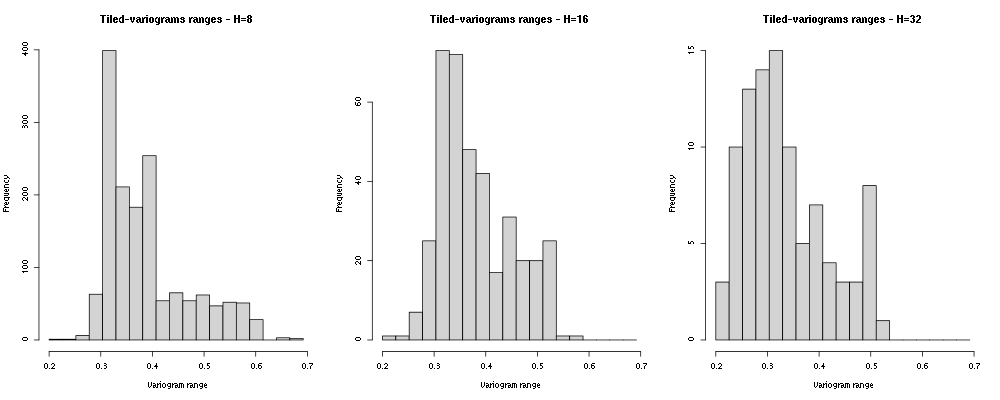 Tiled-variograms ranges - H=8
Frequency
400
300
200
100
0
0.2 0.3 0.4 0.5 0.6 0.7
Variogram range
Tiled-variograms ranges - H=16
Frequency
60
40
20
0
0.2 0.3 0.4 0.5 0.6 0.7
Variogram range
Tiled-variograms ranges - H=32
Frequency
15
10
5
0
0.2 0.3 0.4 0.5 0.6 0.7
Variogram range